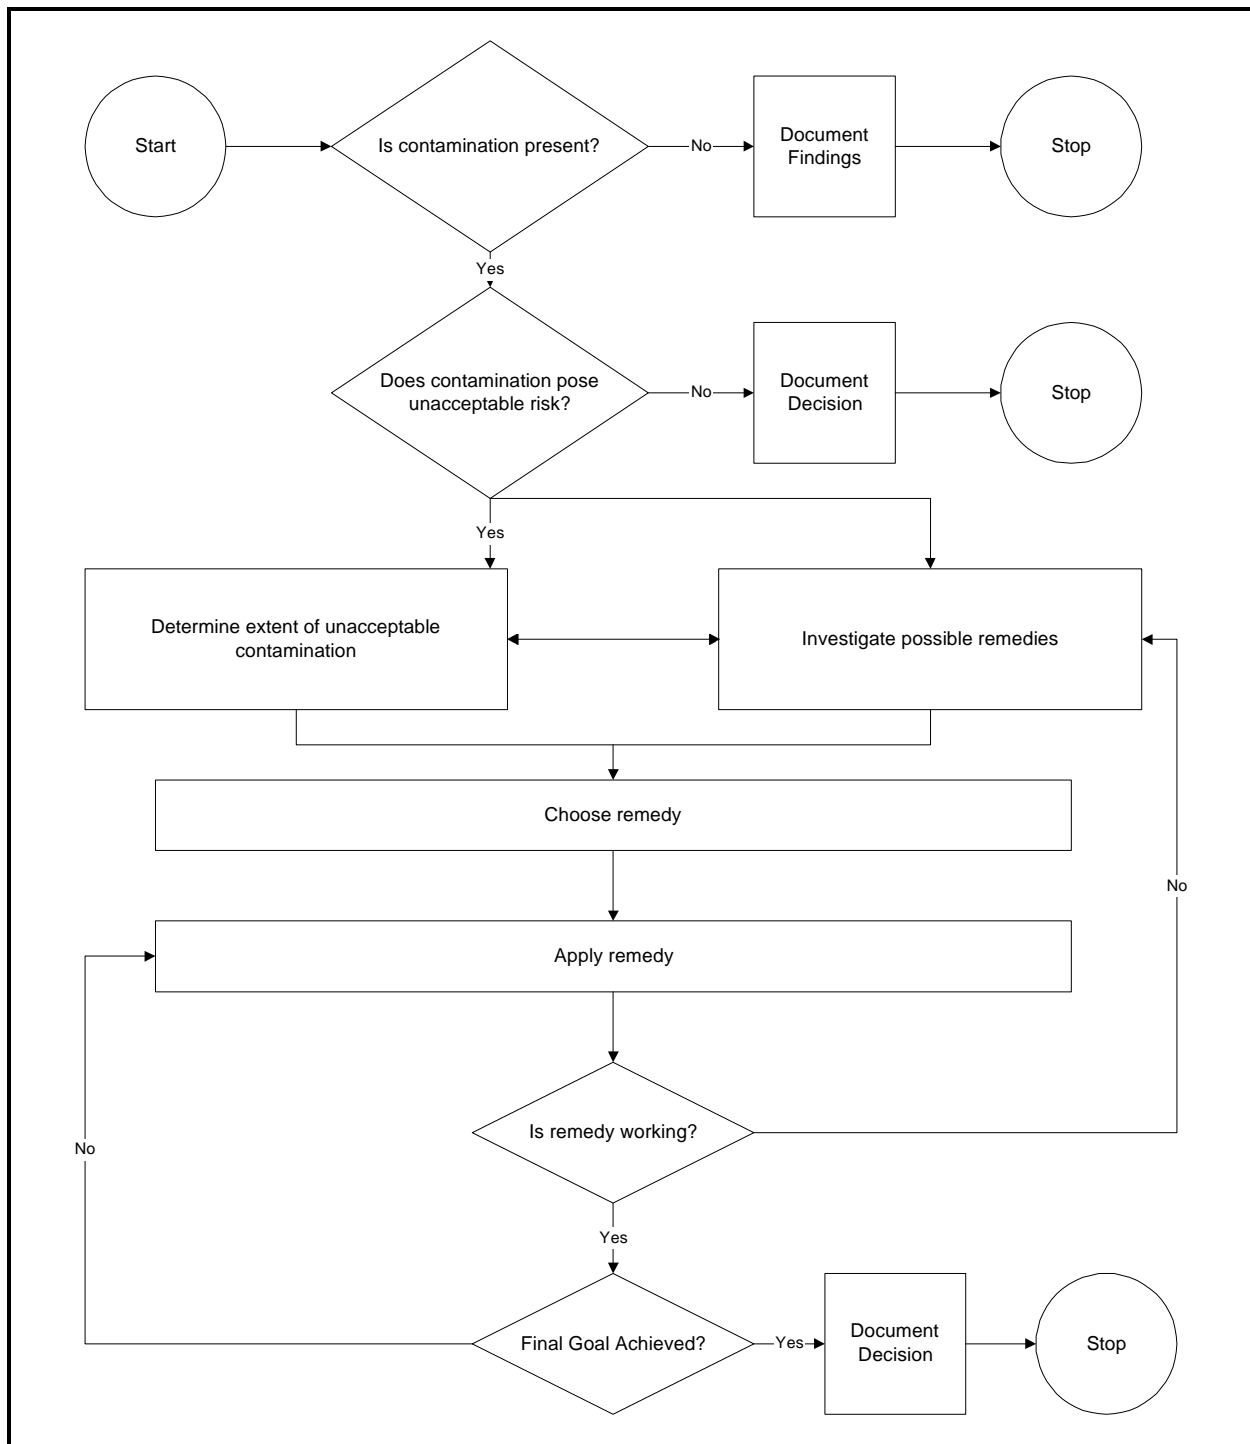 Start
Is contamination present?
No
Document
Findings
Stop
Yes
Does contamination pose
unacceptable risk?
No
Document
Decision
Stop
Yes
Determine extent of unacceptable
contamination
Investigate possible remedies
Choose remedy
No
Apply remedy
Is remedy working?
No
Yes
Final Goal Achieved?
Yes
Document
Decision
Stop